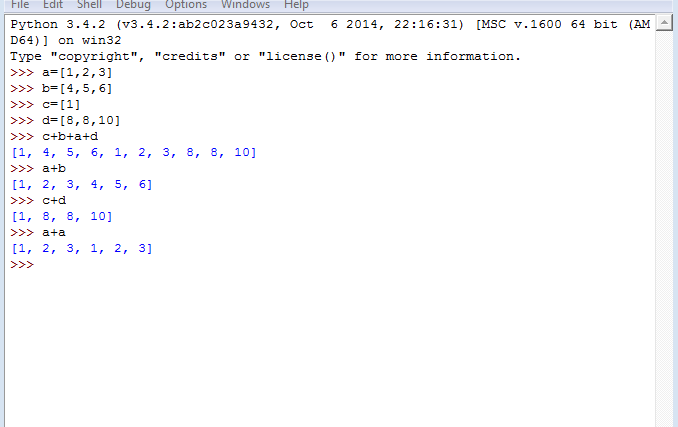 File Edit Shell Debug Options Windows Help
Python 3.4.2 (v3.4.2:ab2c023a9432, Oct  6 2014, 22:16:31) [MSC v.1600 64 bit (AM
D64)] on win32
Type "copyright", "credits" or "license()" for more information.
>>> a=[1,2,3]
>>> b=[4,5,6]
>>> c=[1]
>>> d=[8,8,10]
>>> c+b+a+d
[1, 4, 5, 6, 1, 2, 3, 8, 8, 10]
>>> a+b
[1, 2, 3, 4, 5, 6]
>>> c+d
[1, 8, 8, 10]
>>> a+a
[1, 2, 3, 1, 2, 3]
>>>